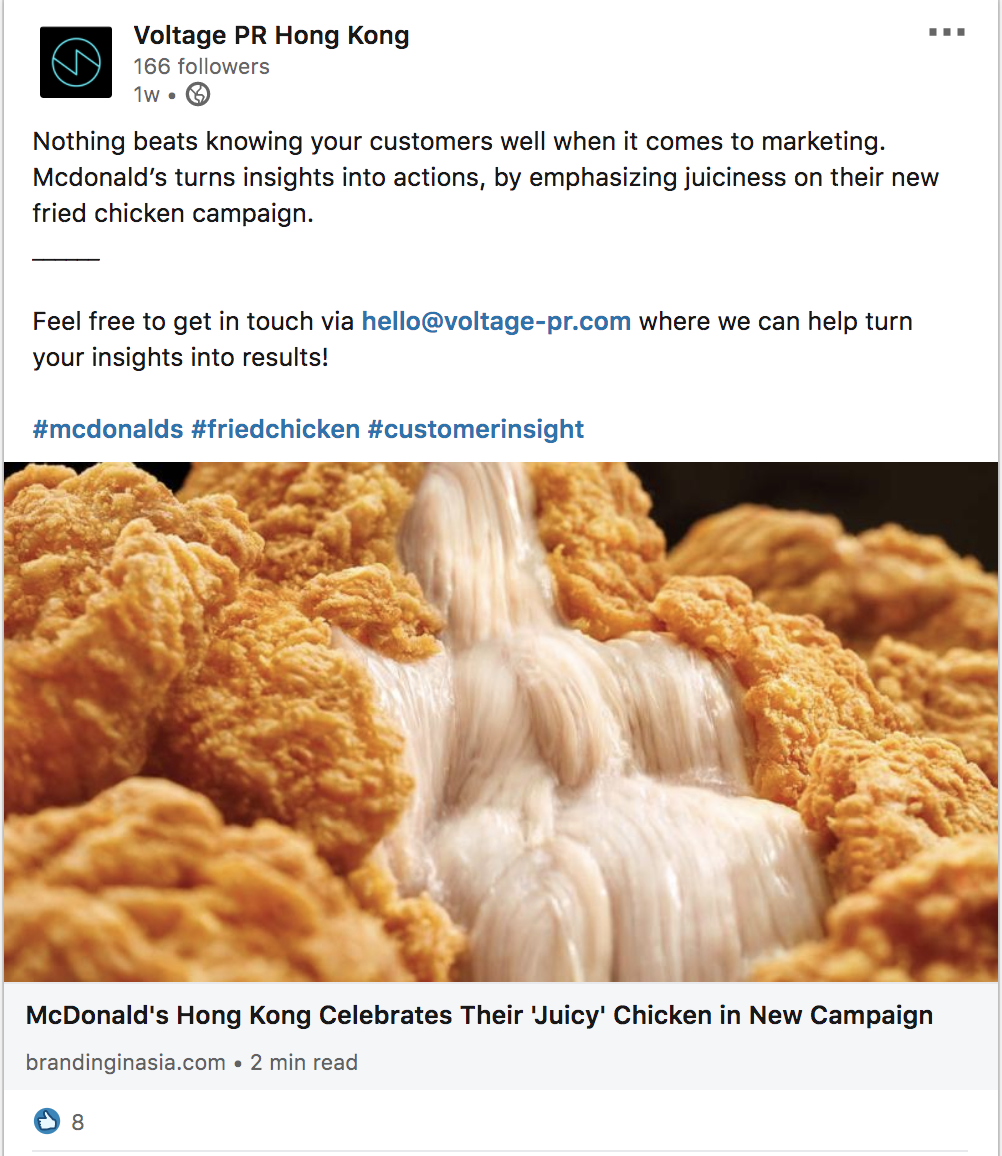 Voltage PR Hong Kong
166 followers
1w •
Nothing beats knowing your customers well when it comes to marketing.
Mcdonald’s turns insights into actions, by emphasizing juiciness on their new
fried chicken campaign.
______
Feel free to get in touch via hello@voltage-pr.com where we can help turn
your insights into results!
#mcdonalds #friedchicken #customerinsight
McDonald's Hong Kong Celebrates Their 'Juicy' Chicken in New Campaign
brandinginasia.com • 2 min read
8